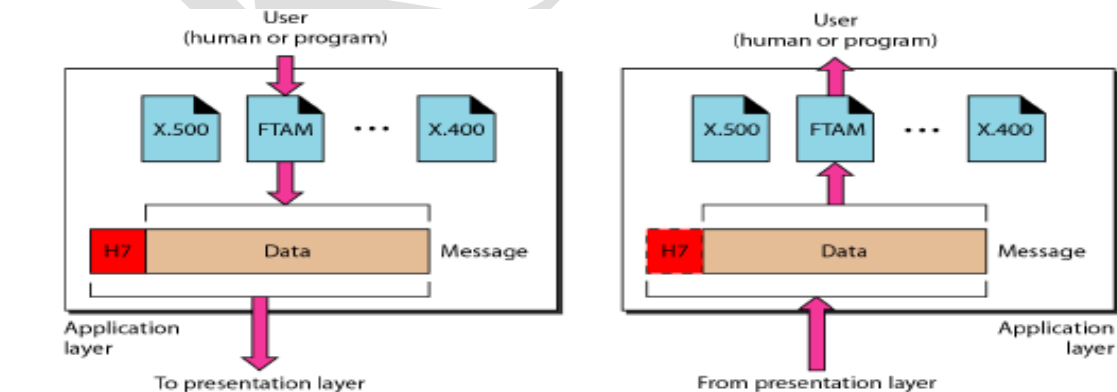 User
(human or program)
X.500
FTAM
...
X.400
H7
Data
Message
Application
layer
To presentation layer
User
(human or program)
X.500
FTAM
...
X.400
H7
Data
Message
Application
layer
From presentation layer